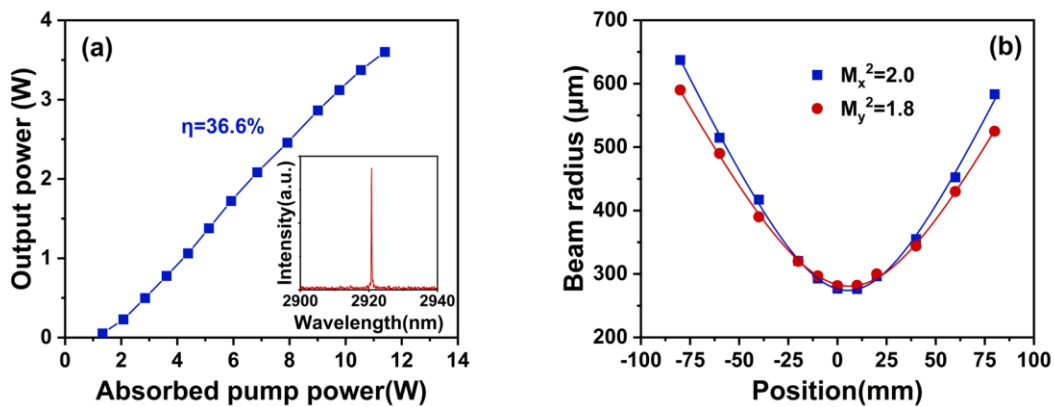 (a)
Output power (W)
4
3
2
1
0
η=36.6%
Intensity(a.u.)
2900 2920 2940
Wavelength(nm)
0 2 4 6 8 10 12 14
Absorbed pump power(W)
(b)
Beam radius (μm)
700
600
500
400
300
200
Mₓ²=2.0
M_y²=1.8
-100 -75 -50 -25 0 25 50 75 100
Position(mm)